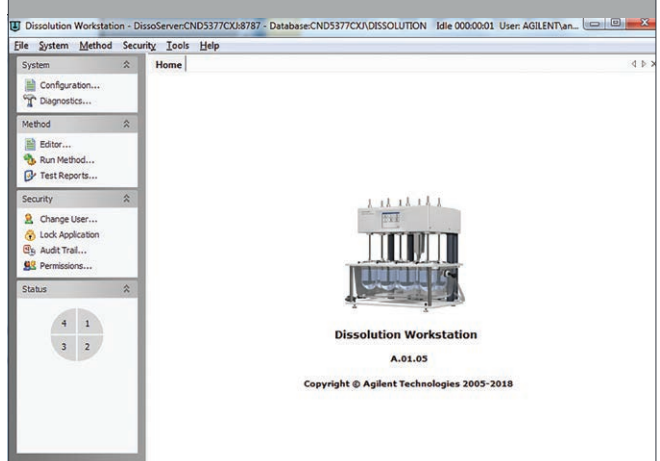 Dissolution Workstation - DissoServer:CND5377CXJ:8787 - Database:CND5377CXJ\DISSOLUTION Idle 000:00:01 User: AGILENT\an...
File System Method Security Tools Help
System
Configuration...
Diagnostics...
Method
Editor...
Run Method...
Test Reports...
Security
Change User...
Lock Application
Audit Trail...
Permissions...
Status
4 1
3 2
Home
Dissolution Workstation
A.01.05
Copyright © Agilent Technologies 2005-2018